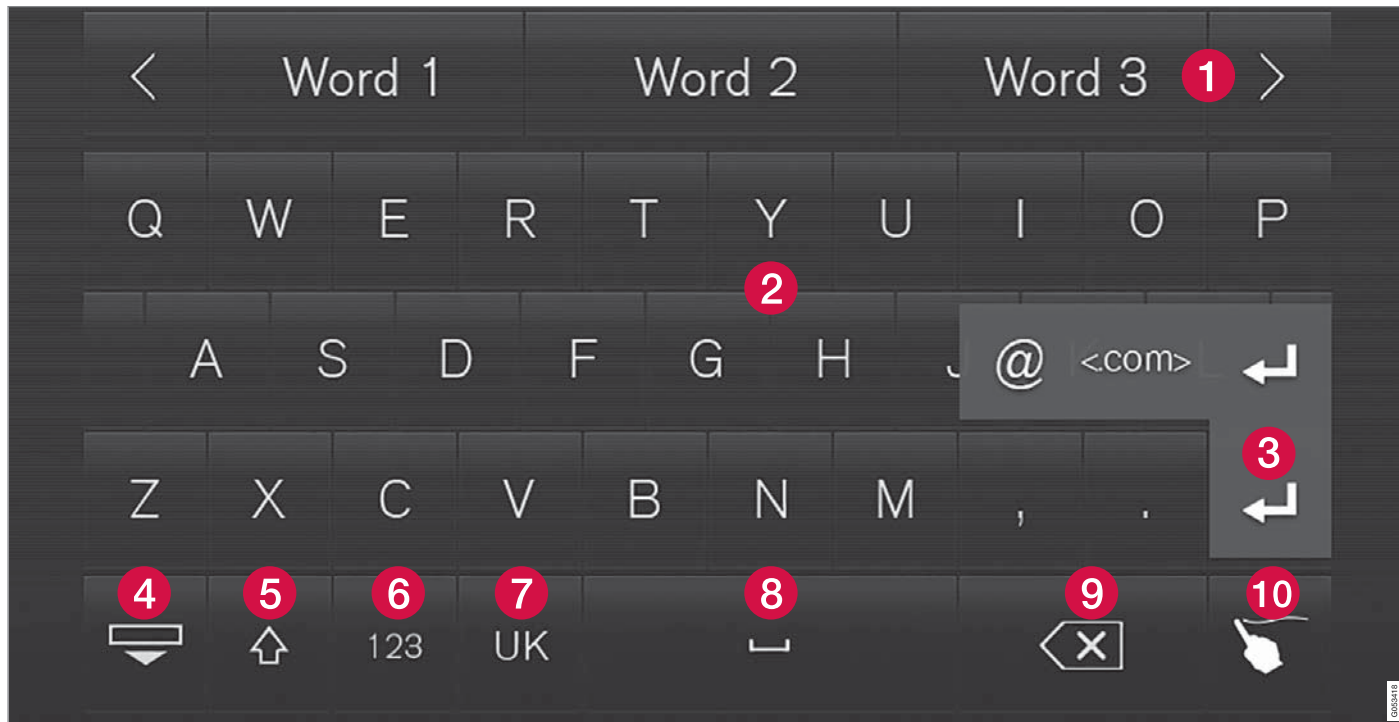 < Word 1 Word 2 Word 3 1 >
Q W E R T Y U I O P
2
A S D F G H J @ K <.com> L
3
Z X C V B N M , .
4 5 6 7 8 9 10
123 UK
G053418